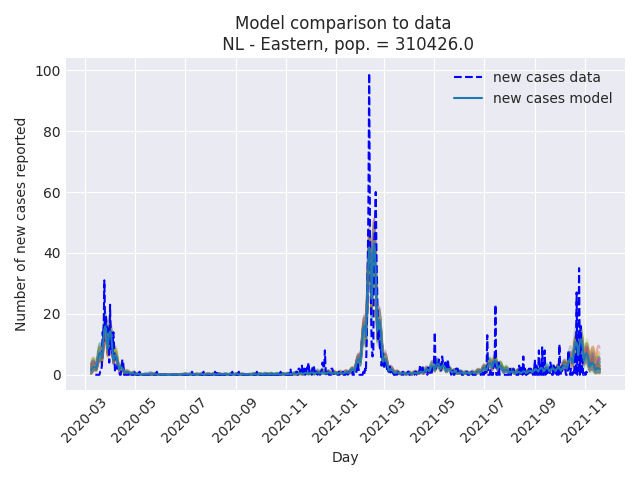 Model comparison to data
NL - Eastern, pop. = 310426.0
Number of new cases reported
100
80
60
40
20
0
new cases data
new cases model
2020-03
2020-05
2020-07
2020-09
2020-11
2021-01
2021-03
2021-05
2021-07
2021-09
2021-11
Day